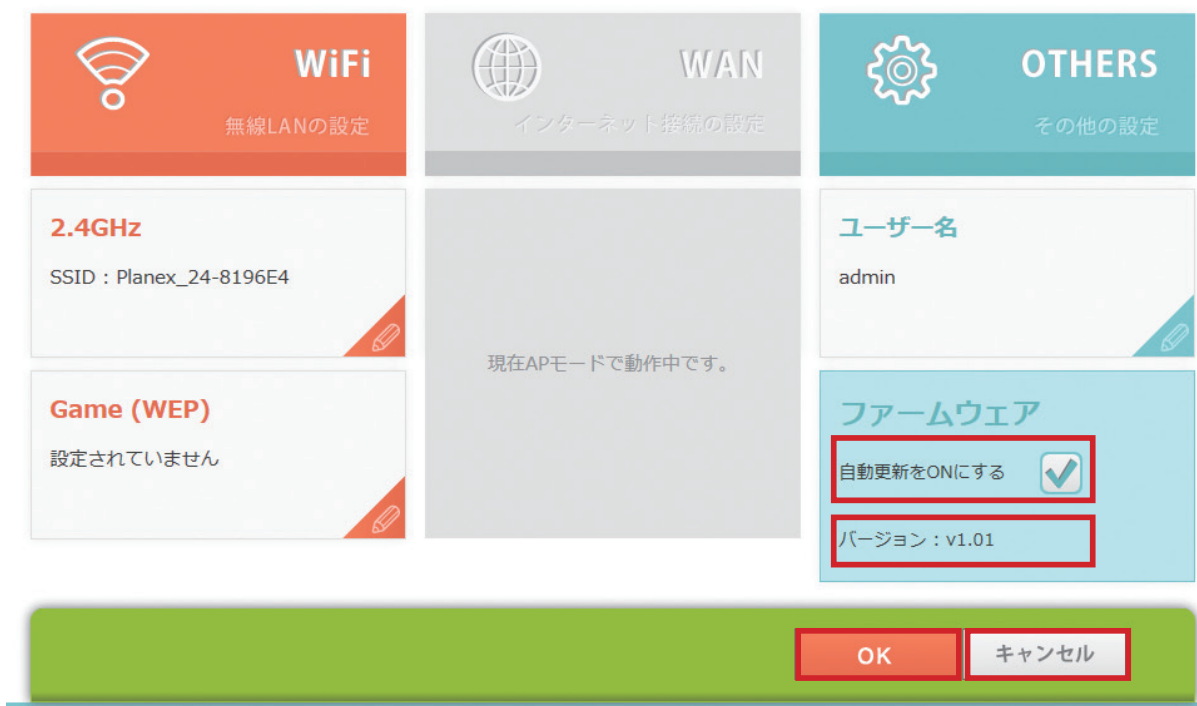 WiFi
無線LANの設定
WAN
インターネット接続の設定
OTHERS
その他の設定
2.4GHz
SSID : Planex_24-8196E4
Game (WEP)
設定されていません
現在APモードで動作中です。
ユーザー名
admin
ファームウェア
自動更新をONにする
バージョン : v1.01
OK
キャンセル